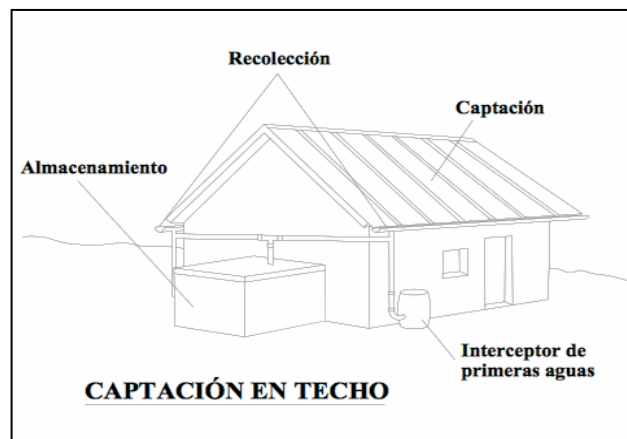 Recolección
Captación
Almacenamiento
Interceptor de
primeras aguas
CAPTACIÓN EN TECHO